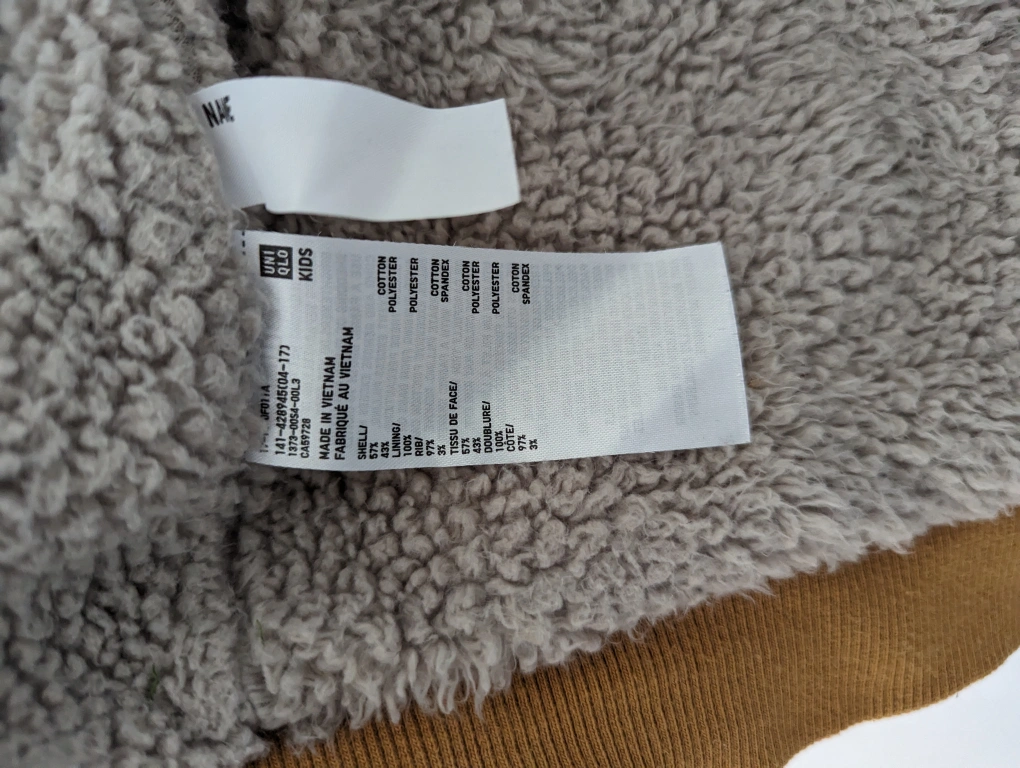 NAME
UNI
QLO
KIDS
141-428945(04-17)
1373-00S4-00L3
CA59728
MADE IN VIETNAM
FABRIQUÉ AU VIETNAM
SHELL/
57% COTTON
43% POLYESTER
LINING/
100% POLYESTER
RIB/
97% COTTON
3% SPANDEX
TISSU DE FACE/
57% COTON
43% POLYESTER
DOUBLURE/
100% POLYESTER
CÔTE/
97% COTON
3% SPANDEX